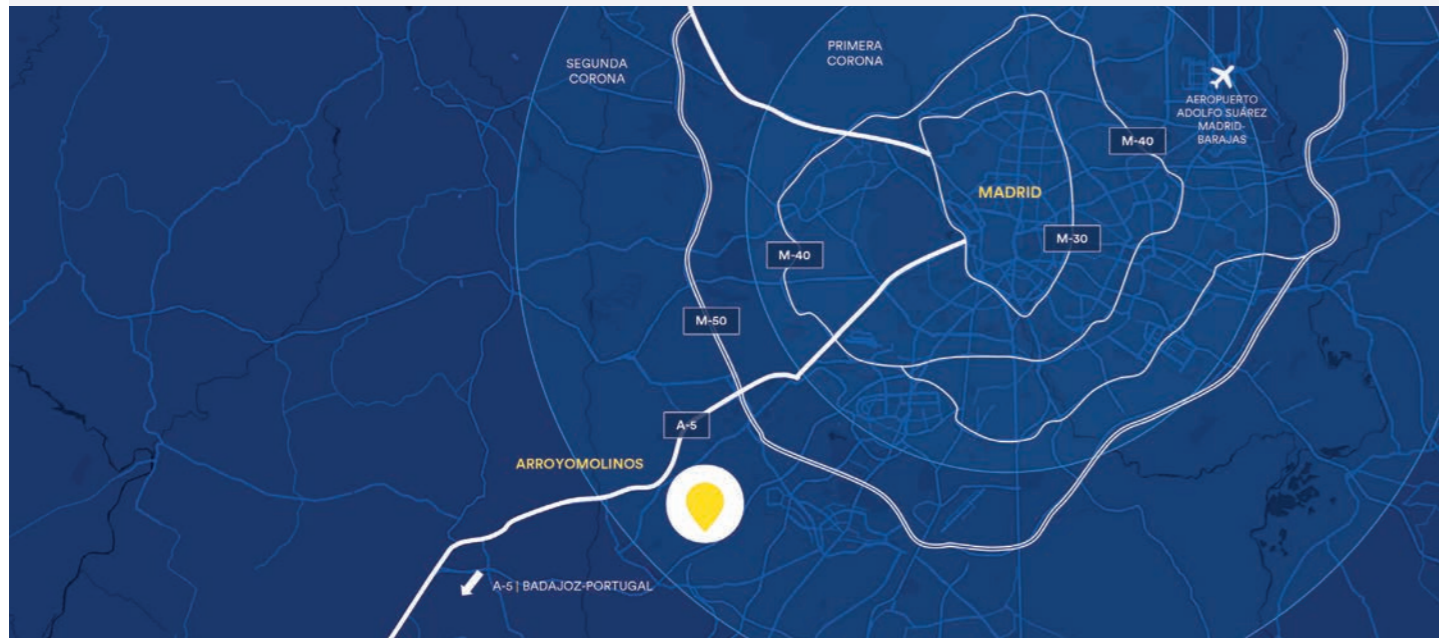 SEGUNDA
CORONA
PRIMERA
CORONA
AEROPUERTO
ADOLFO SUÁREZ
MADRID-
BARAJAS
M-40
MADRID
M-30
M-40
M-50
A-5
ARROYOMOLINOS
A-5 | BADAJOZ-PORTUGAL